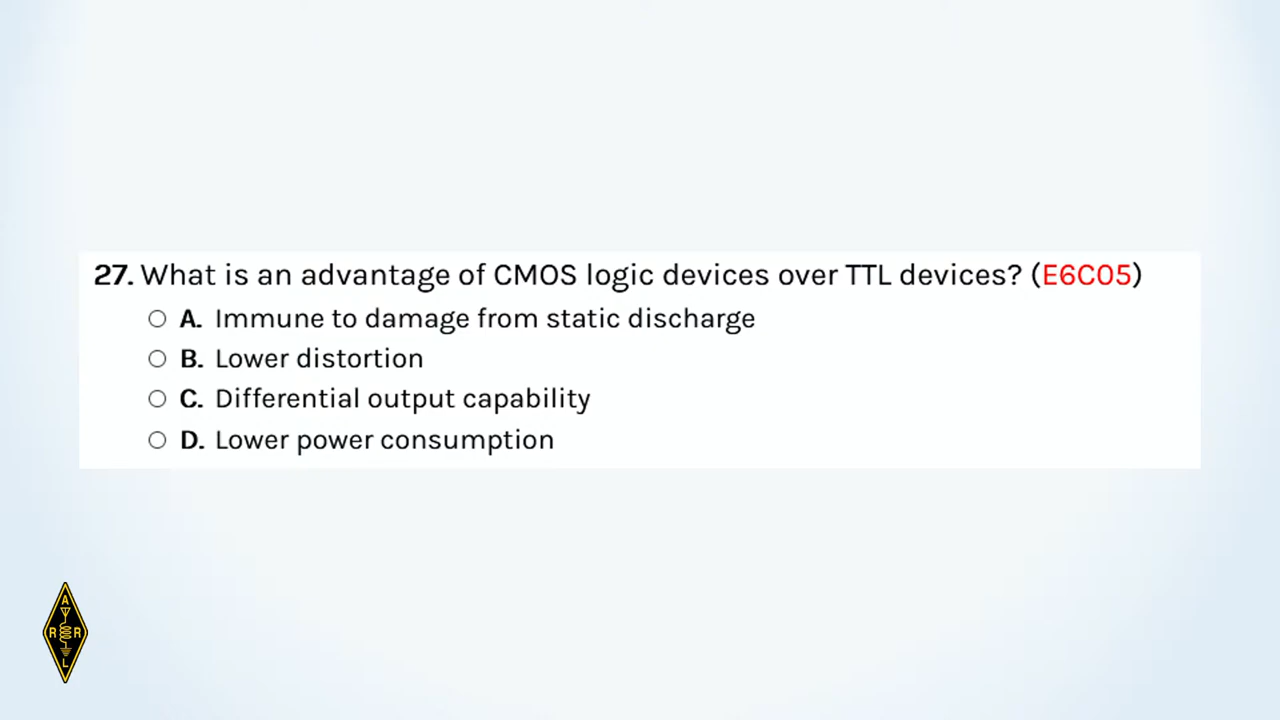 27. What is an advantage of CMOS logic devices over TTL devices? (E6C05)
A. Immune to damage from static discharge
B. Lower distortion
C. Differential output capability
D. Lower power consumption
A
R R
L